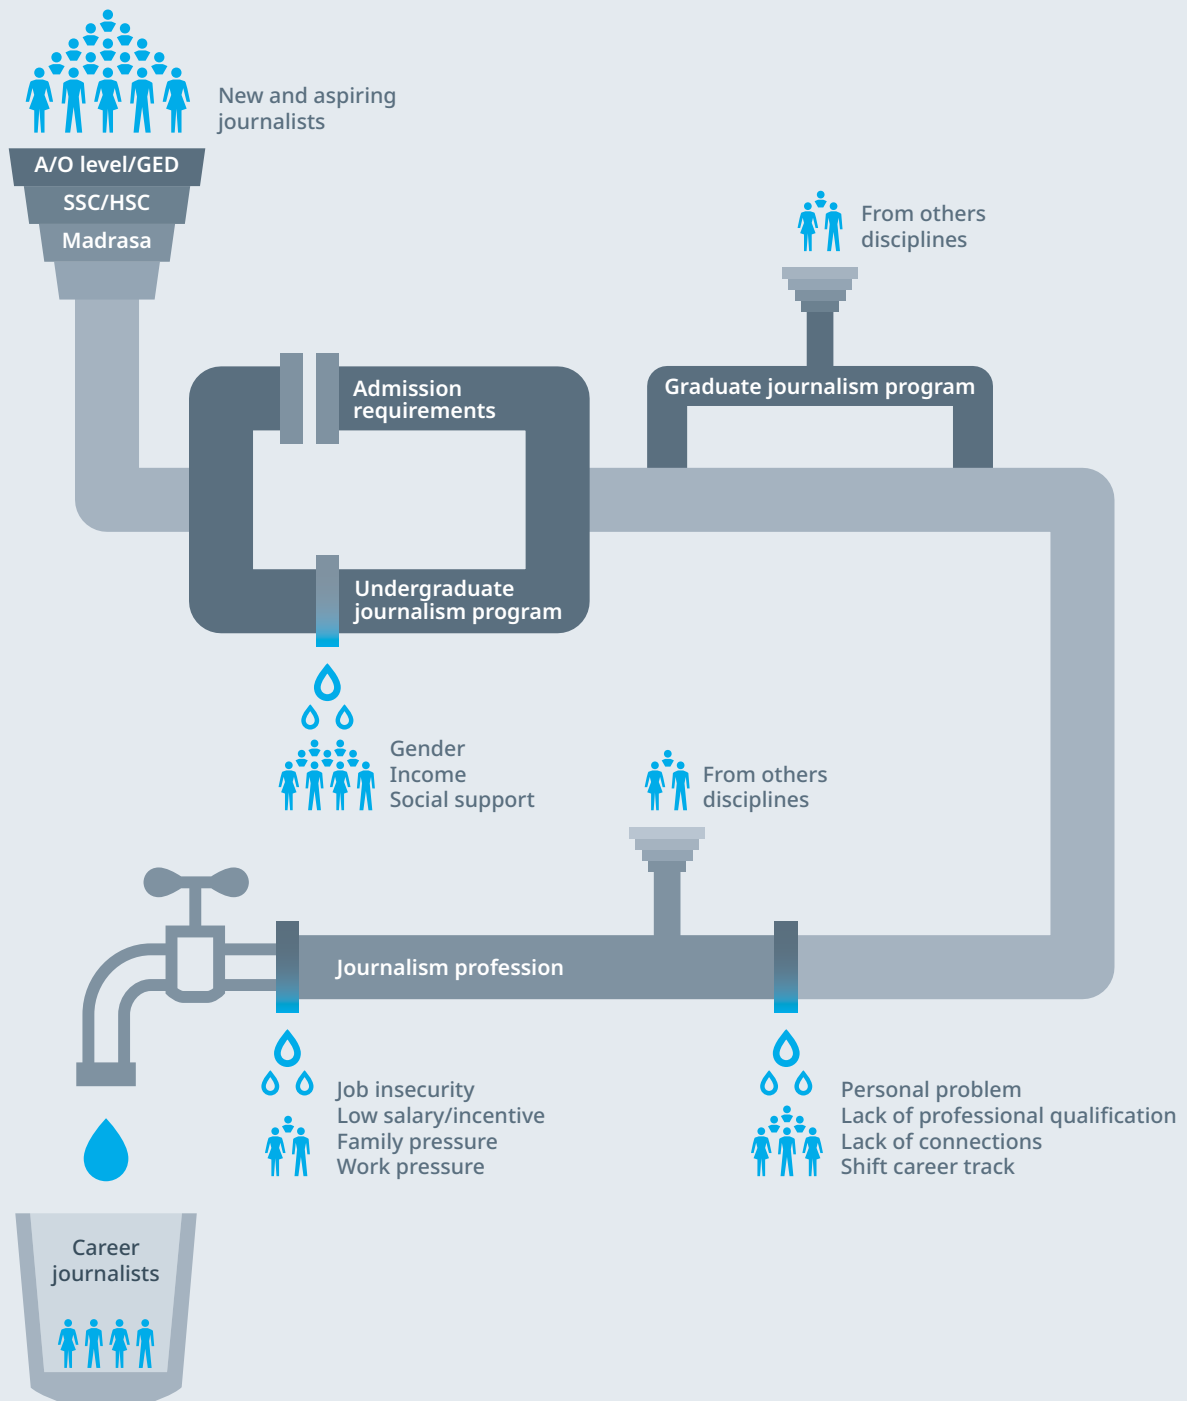 New and aspiring
journalists
A/O level/GED
SSC/HSC
Madrasa
From others
disciplines
Admission
requirements
Graduate journalism program
Undergraduate
journalism program
Gender
Income
Social support
From others
disciplines
Journalism profession
Job insecurity
Low salary/incentive
Family pressure
Work pressure
Personal problem
Lack of professional qualification
Lack of connections
Shift career track
Career
journalists